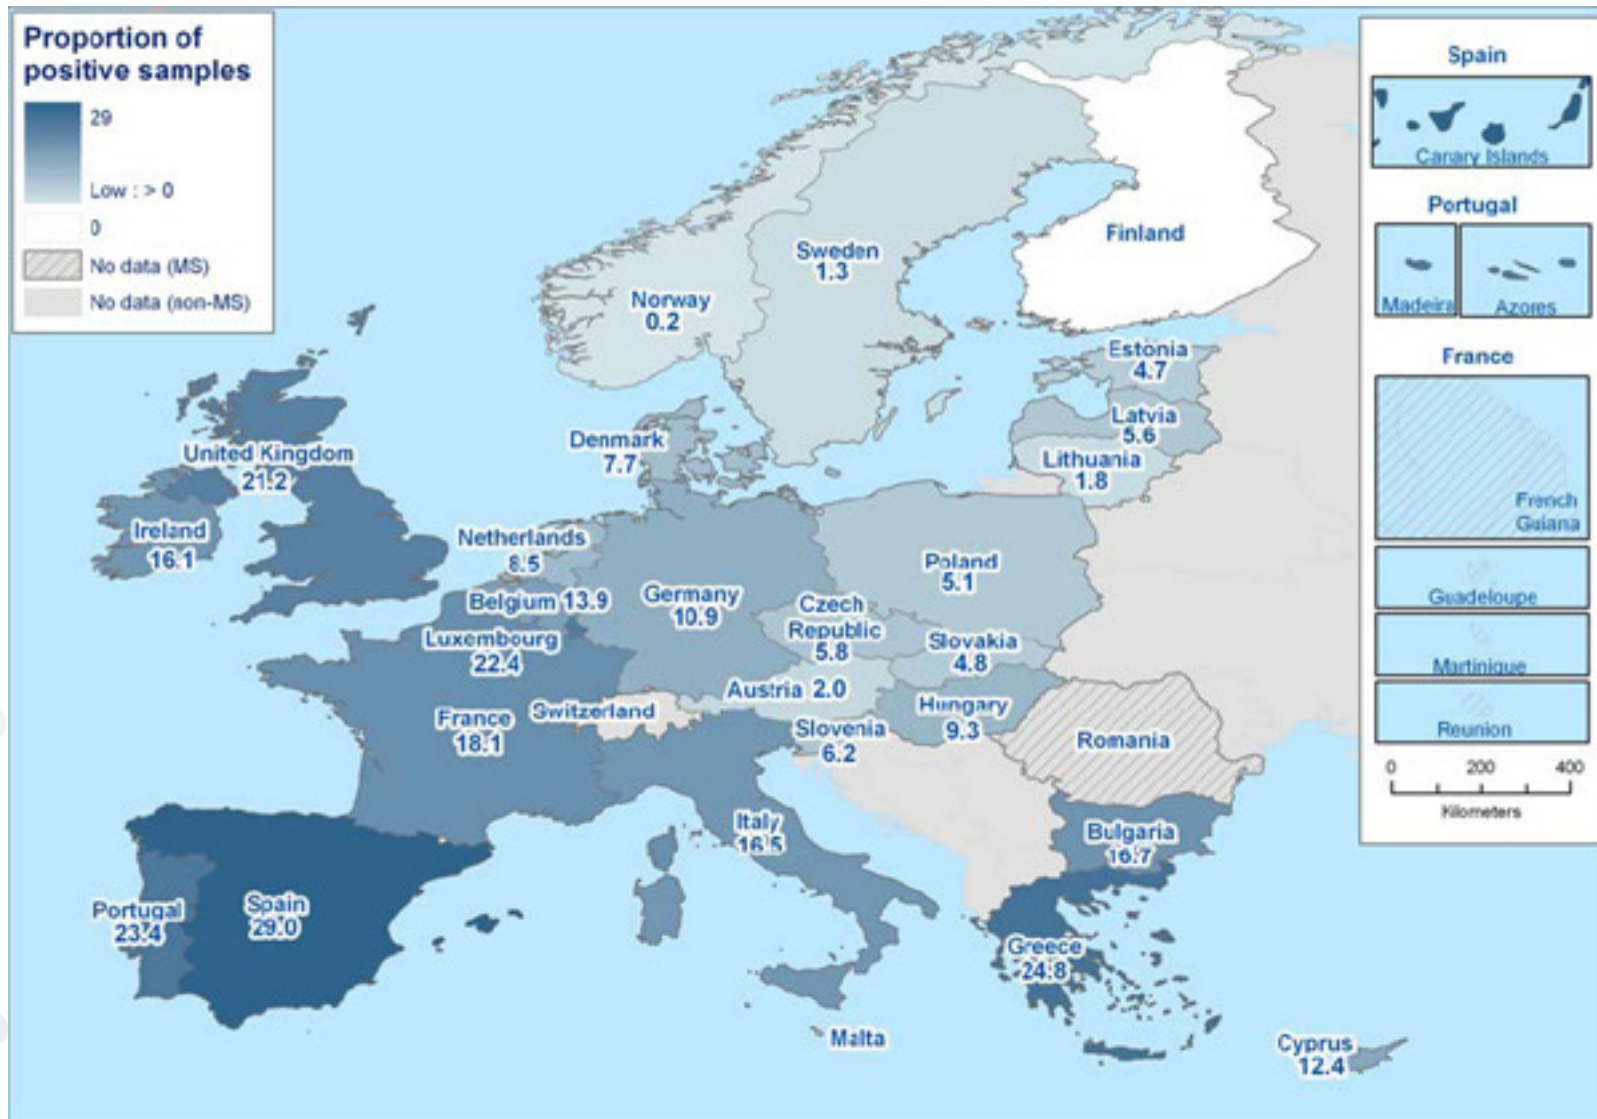 Proportion of
positive samples
29
Low : > 0
0
No data (MS)
No data (non-MS)
Finland
Sweden
1.3
Norway
0.2
Estonia
4.7
Latvia
5.6
Lithuania
1.8
Denmark
7.7
United Kingdom
21.2
Ireland
16.1
Netherlands
8.5
Belgium 13.9
Luxembourg
22.4
Germany
10.9
Poland
5.1
Czech
Republic
5.8
Slovakia
4.8
Austria 2.0
Hungary
9.3
Slovenia
6.2
Switzerland
France
18.1
Romania
Italy
16.5
Bulgaria
16.7
Portugal
23.4
Spain
29.0
Greece
24.8
Malta
Cyprus
12.4
Spain
Canary Islands
Portugal
Madeira
Azores
France
French
Guiana
Guadeloupe
Martinique
Reunion
0 200 400
Kilometers